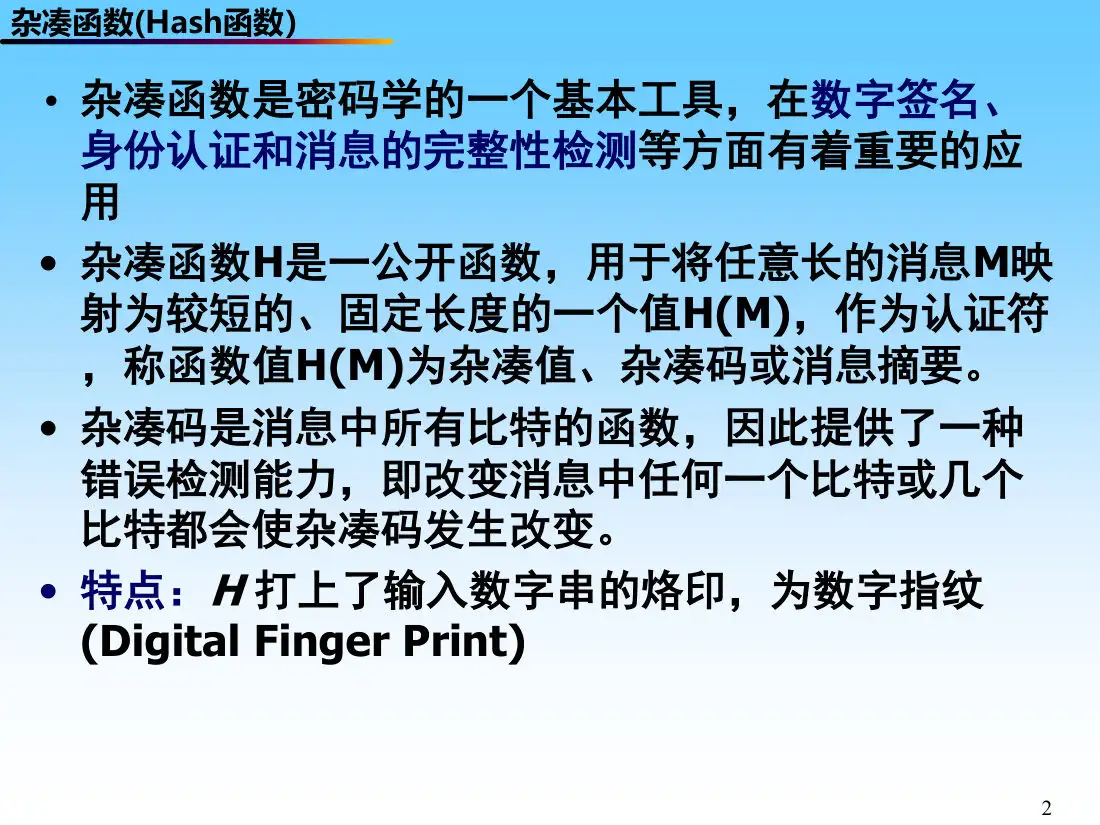 杂凑函数(Hash函数)
• 杂凑函数是密码学的一个基本工具，在数字签名、
身份认证和消息的完整性检测等方面有着重要的应
用
• 杂凑函数H是一公开函数，用于将任意长的消息M映
射为较短的、固定长度的一个值H(M)，作为认证符
，称函数值H(M)为杂凑值、杂凑码或消息摘要。
• 杂凑码是消息中所有比特的函数，因此提供了一种
错误检测能力，即改变消息中任何一个比特或几个
比特都会使杂凑码发生改变。
• 特点：H 打上了输入数字串的烙印，为数字指纹
(Digital Finger Print)
2